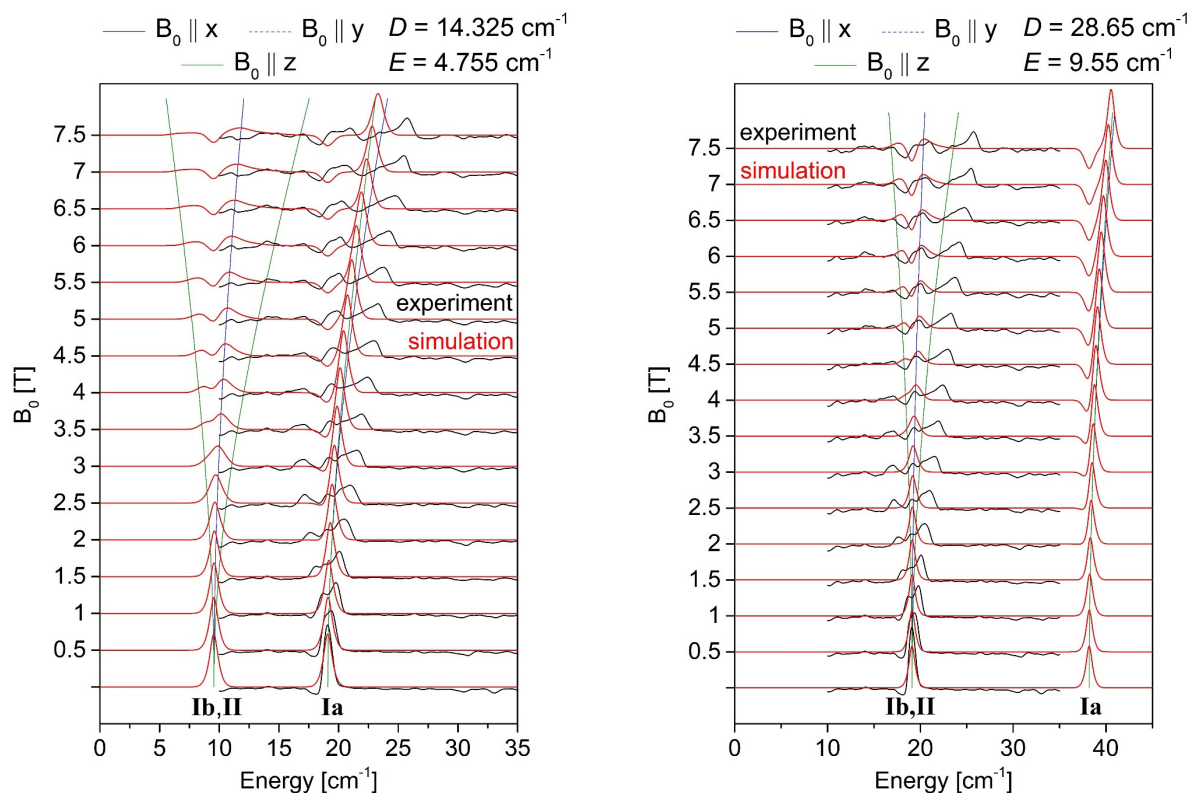 B₀ || x B₀ || y D = 14.325 cm⁻¹
B₀ || z E = 4.755 cm⁻¹
7.5
7
6.5
6
5.5
5
4.5
4
3.5
3
2.5
2
1.5
1
0.5
B₀ [T]
experiment
simulation
Ib,II Ia
0 5 10 15 20 25 30 35
Energy [cm⁻¹]
B₀ || x B₀ || y D = 28.65 cm⁻¹
B₀ || z E = 9.55 cm⁻¹
experiment
simulation
7.5
7
6.5
6
5.5
5
4.5
4
3.5
3
2.5
2
1.5
1
0.5
B₀ [T]
Ib,II Ia
0 10 20 30 40
Energy [cm⁻¹]